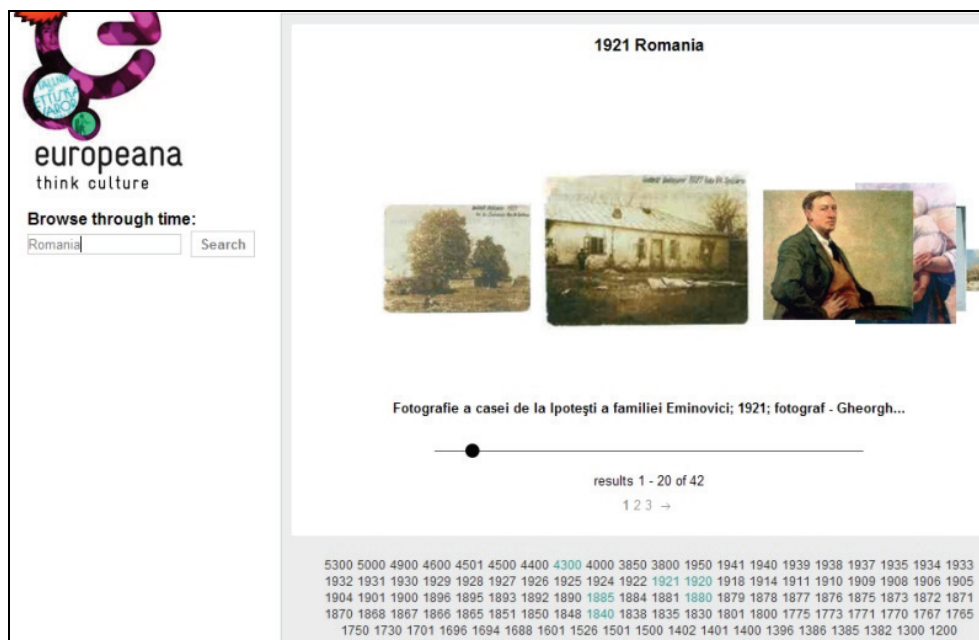 europeana
think culture
Browse through time:
Romania
Search
1921 Romania
Fotografie a casei de la Ipoteşti a familiei Eminovici; 1921; fotograf - Gheorgh...
results 1 - 20 of 42
1 2 3 →
5300 5000 4900 4600 4501 4500 4400 4300 4000 3850 3800 1950 1941 1940 1939 1938 1937 1935 1934 1933
1932 1931 1930 1929 1928 1927 1926 1925 1924 1922 1921 1920 1918 1914 1911 1910 1909 1908 1906 1905
1904 1901 1900 1896 1895 1893 1892 1890 1885 1884 1881 1880 1879 1878 1877 1876 1875 1873 1872 1871
1870 1868 1867 1866 1865 1851 1850 1848 1840 1838 1835 1830 1801 1800 1775 1773 1771 1770 1767 1765
1750 1730 1701 1696 1694 1688 1601 1526 1501 1500 1402 1401 1400 1396 1386 1385 1382 1300 1200